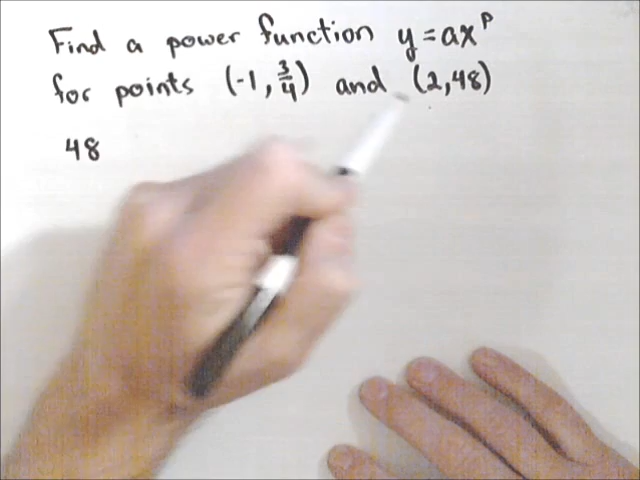 Find a power function y = ax^p
for points (-1, 3/4) and (2,48)
48